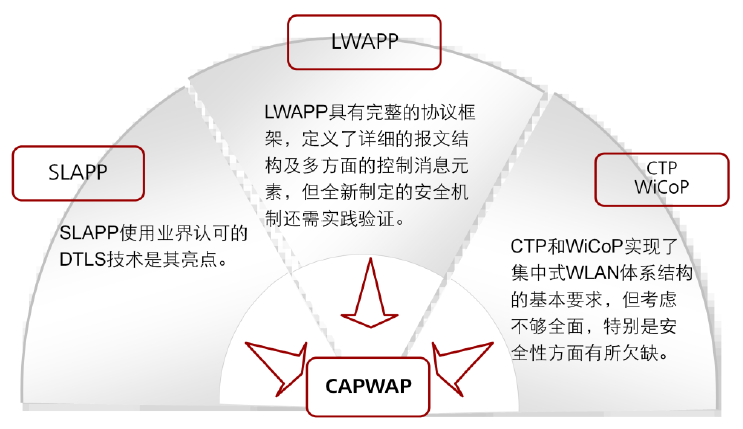 LWAPP
LWAPP具有完整的协议框
架，定义了详细的报文结
构及多方面的控制消息元
素，但全新制定的安全机
制还需实践验证。
SLAPP
SLAPP使用业界认可的
DTLS技术是其亮点。
CTP
WiCoP
CTP和WiCoP实现了
集中式WLAN体系结构
的基本要求，但考虑
不够全面，特别是安
全性方面有所欠缺。
CAPWAP